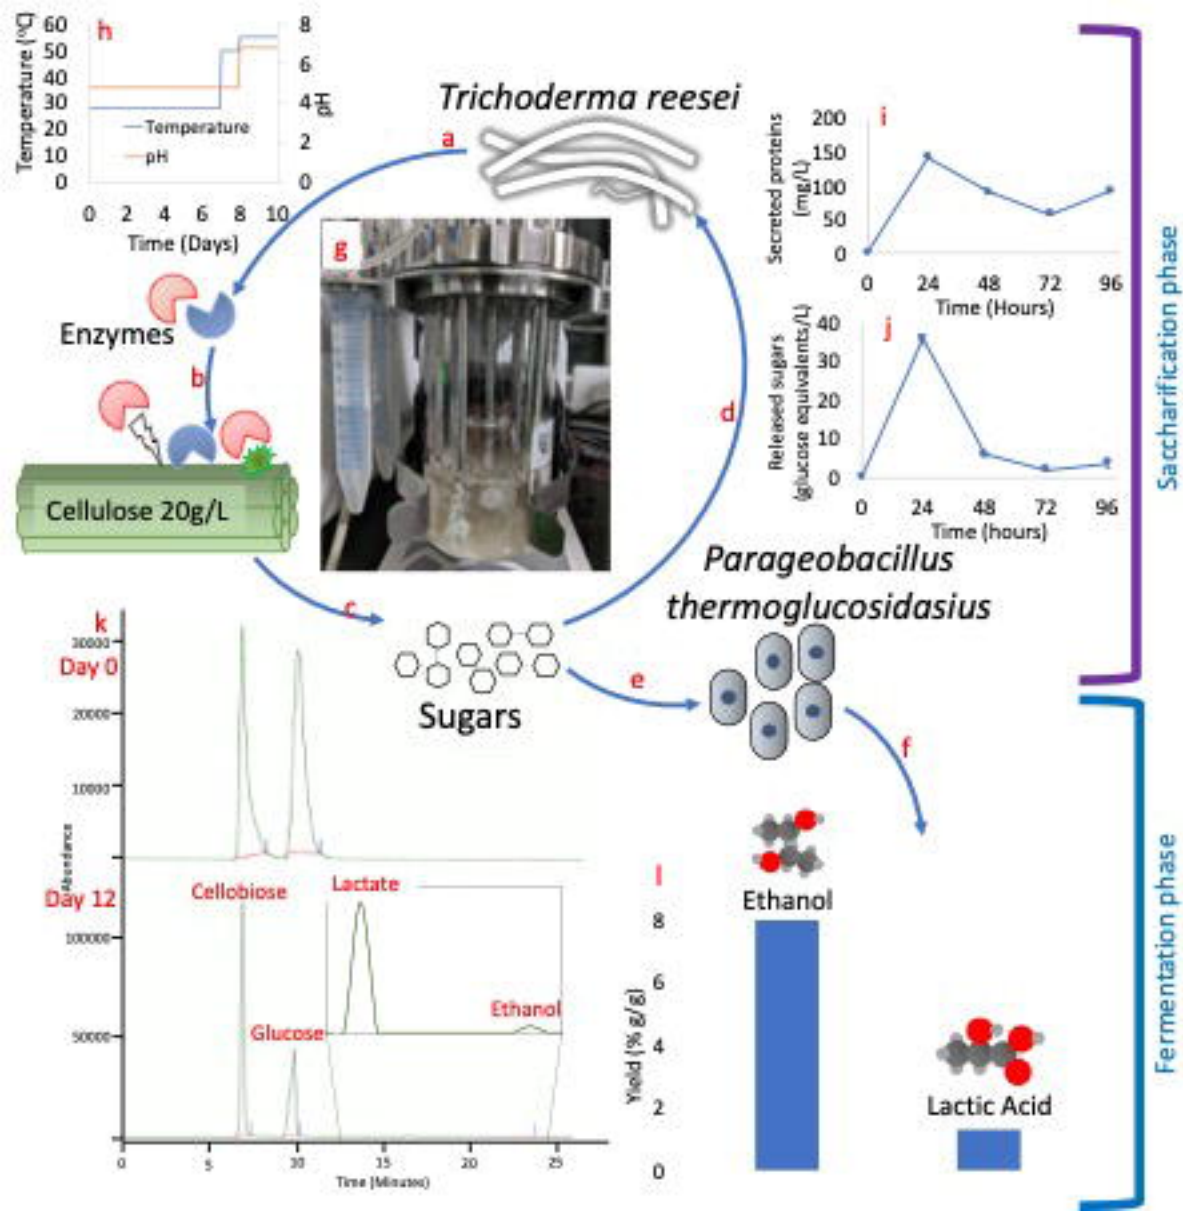 h
Temperature (°C)
60
50
40
30
20
10
0
8
6
4
2
0
pH
Temperature
pH
0 2 4 6 8 10
Time (Days)
Trichoderma reesei
a
g
Enzymes
b
Cellulose 20g/L
c
d
Sugars
i
Secreted proteins
(mg/L)
200
150
100
50
0
0 24 48 72 96
Time (Hours)
j
Released sugars
(glucose equivalents/L)
40
30
20
10
0
0 24 48 72 96
Time (hours)
Saccharification phase
Parageobacillus
thermoglucosidasius
e
f
k
Day 0
30000
20000
10000
Abundance
Day 12
100000
50000
Cellobiose
Lactate
Glucose
Ethanol
0 5 10 15 20 25
Time (Minutes)
l
Yield (% g/g)
8
6
4
2
0
Ethanol
Lactic Acid
Fermentation phase